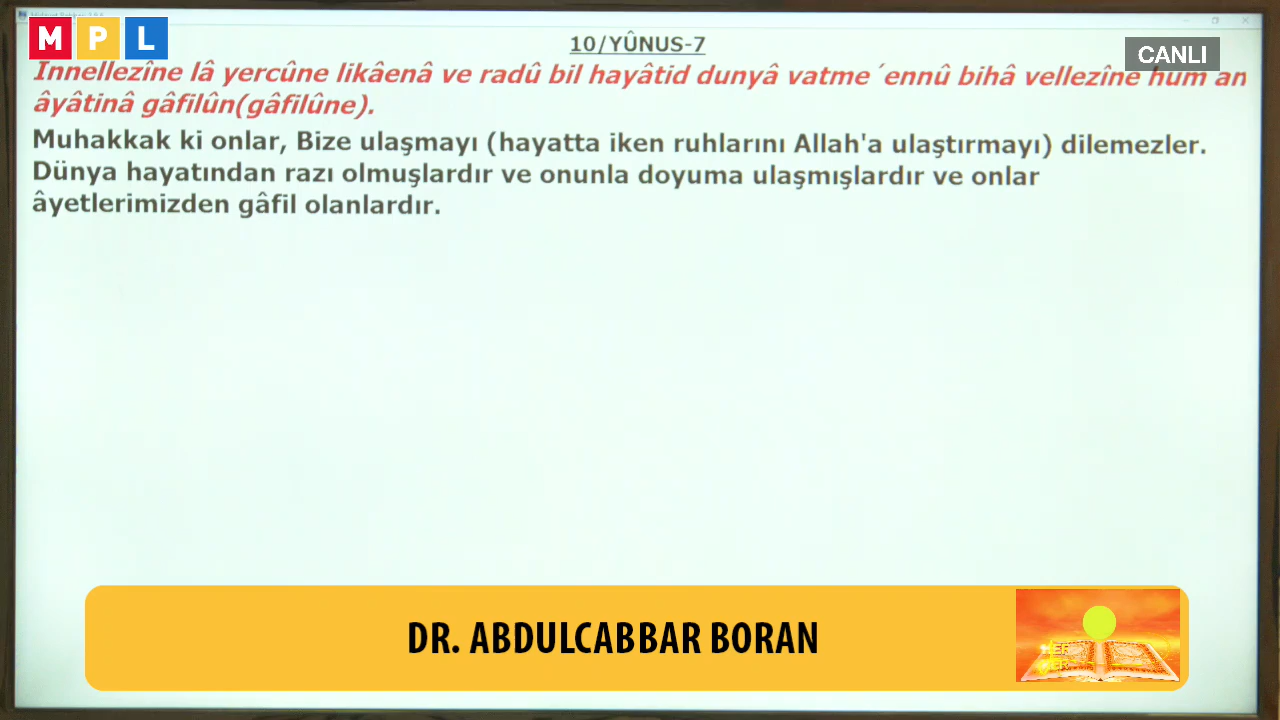 MPL
10/YÛNUS-7
CANLI
İnnellezîne lâ yercûne likâenâ ve radû bil hayâtid dunyâ vatme´ennû bihâ vellezîne hum an
âyâtinâ gâfilûn(gâfilûne).
Muhakkak ki onlar, Bize ulaşmayı (hayatta iken ruhlarını Allah'a ulaştırmayı) dilemezler.
Dünya hayatından razı olmuşlardır ve onunla doyuma ulaşmışlardır ve onlar
âyetlerimizden gâfil olanlardır.
DR. ABDULCABBAR BORAN